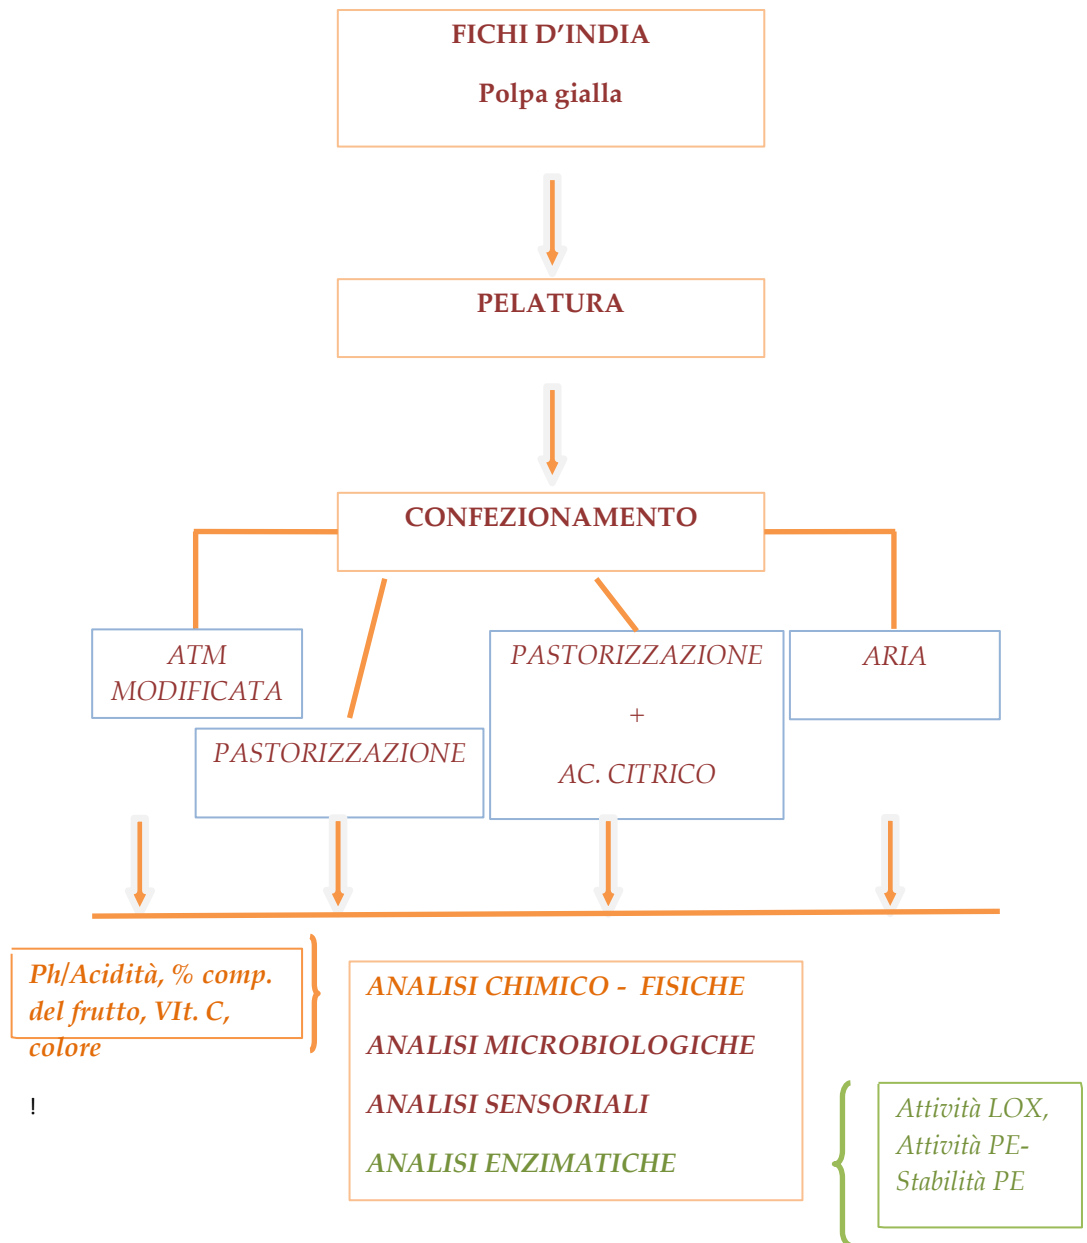 FICHI D’INDIA
Polpa gialla
PELATURA
CONFEZIONAMENTO
ATM
MODIFICATA
PASTORIZZAZIONE
PASTORIZZAZIONE
+
AC. CITRICO
ARIA
Ph/Acidità, % comp.
del frutto, VIt. C,
colore
!
ANALISI CHIMICO - FISICHE
ANALISI MICROBIOLOGICHE
ANALISI SENSORIALI
ANALISI ENZIMATICHE
Attività LOX,
Attività PE-
Stabilità PE